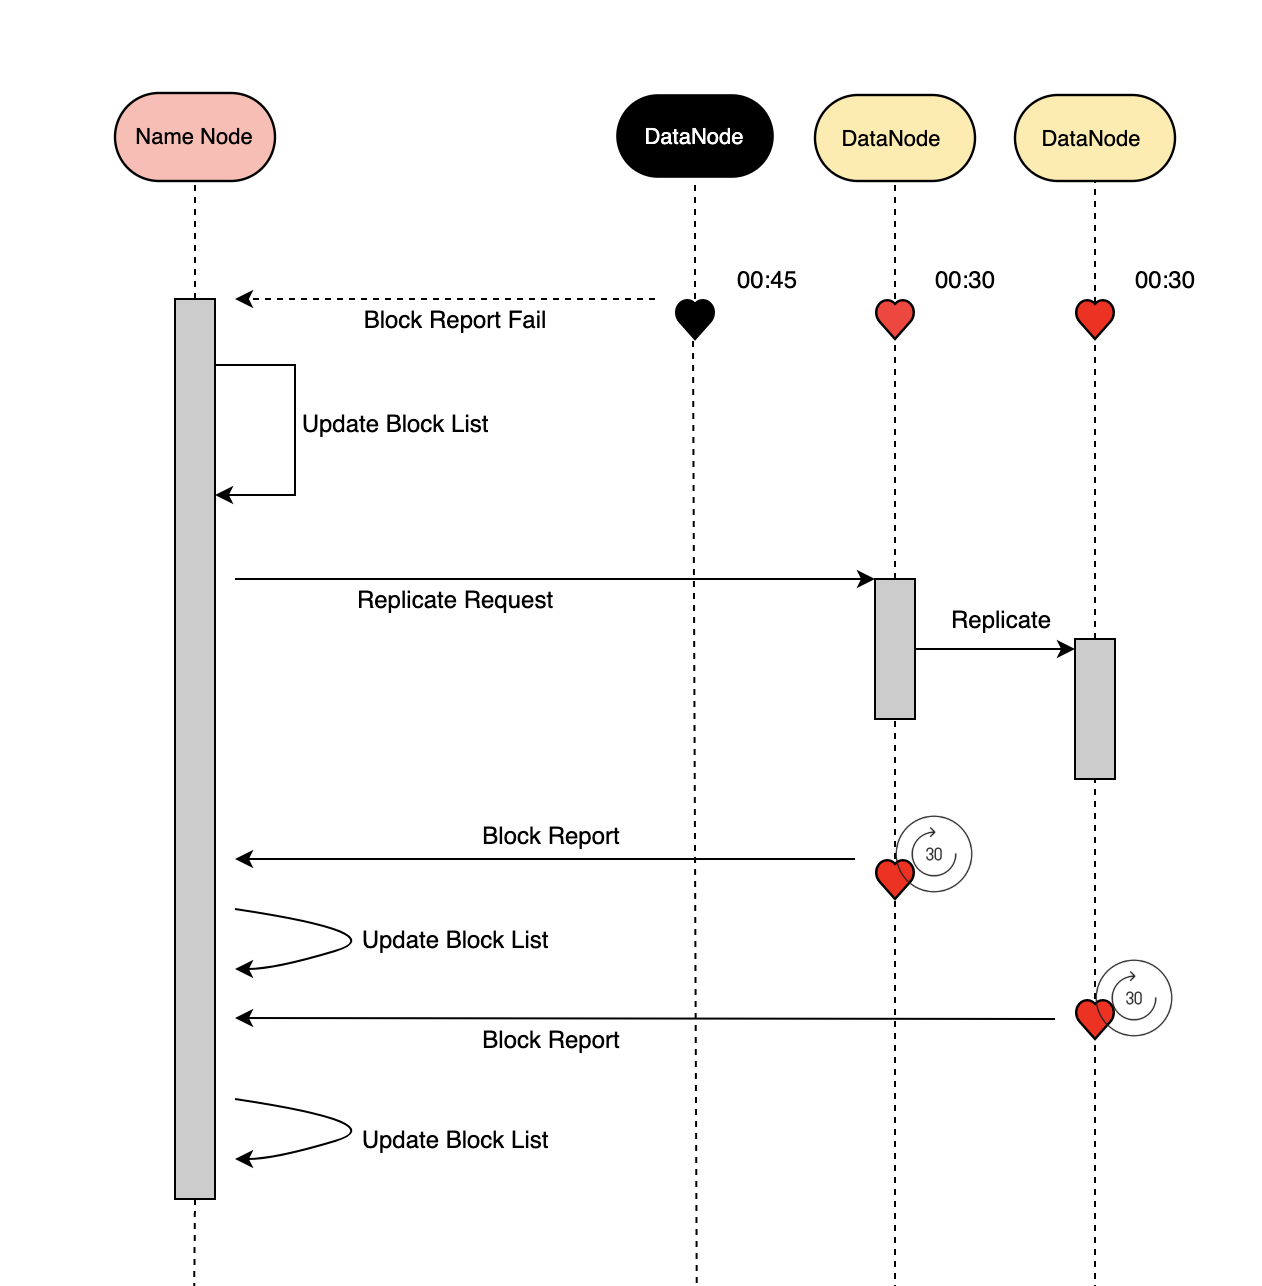 Name Node
DataNode
DataNode
DataNode
00:45
00:30
00:30
Block Report Fail
Update Block List
Replicate Request
Replicate
Block Report
30
Update Block List
30
Block Report
Update Block List